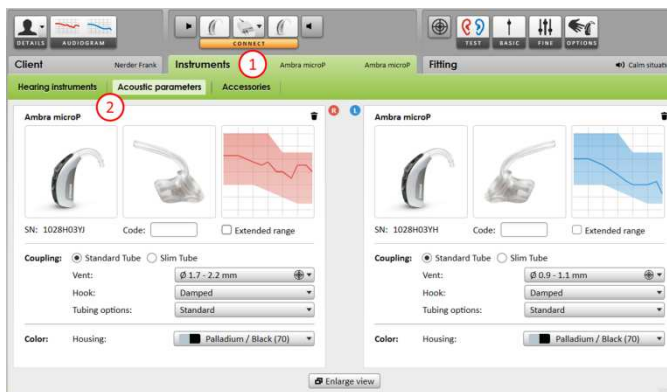 DETAILS AUDIOGRAM CONNECT TEST BASIC FINE OPTIONS
Client Nerder Frank Instruments 1 Ambra microP Ambra microP Fitting Calm situati
Hearing instruments 2 Acoustic parameters Accessories
R L
Ambra microP
SN: 1028H03YJ Code: Extended range
Coupling: Standard Tube Slim Tube
Vent: Ø 1.7 - 2.2 mm
Hook: Damped
Tubing options: Standard
Color: Housing: Palladium / Black (70)
Ambra microP
SN: 1028H03YH Code: Extended range
Coupling: Standard Tube Slim Tube
Vent: Ø 0.9 - 1.1 mm
Hook: Damped
Tubing options: Standard
Color: Housing: Palladium / Black (70)
Enlarge view